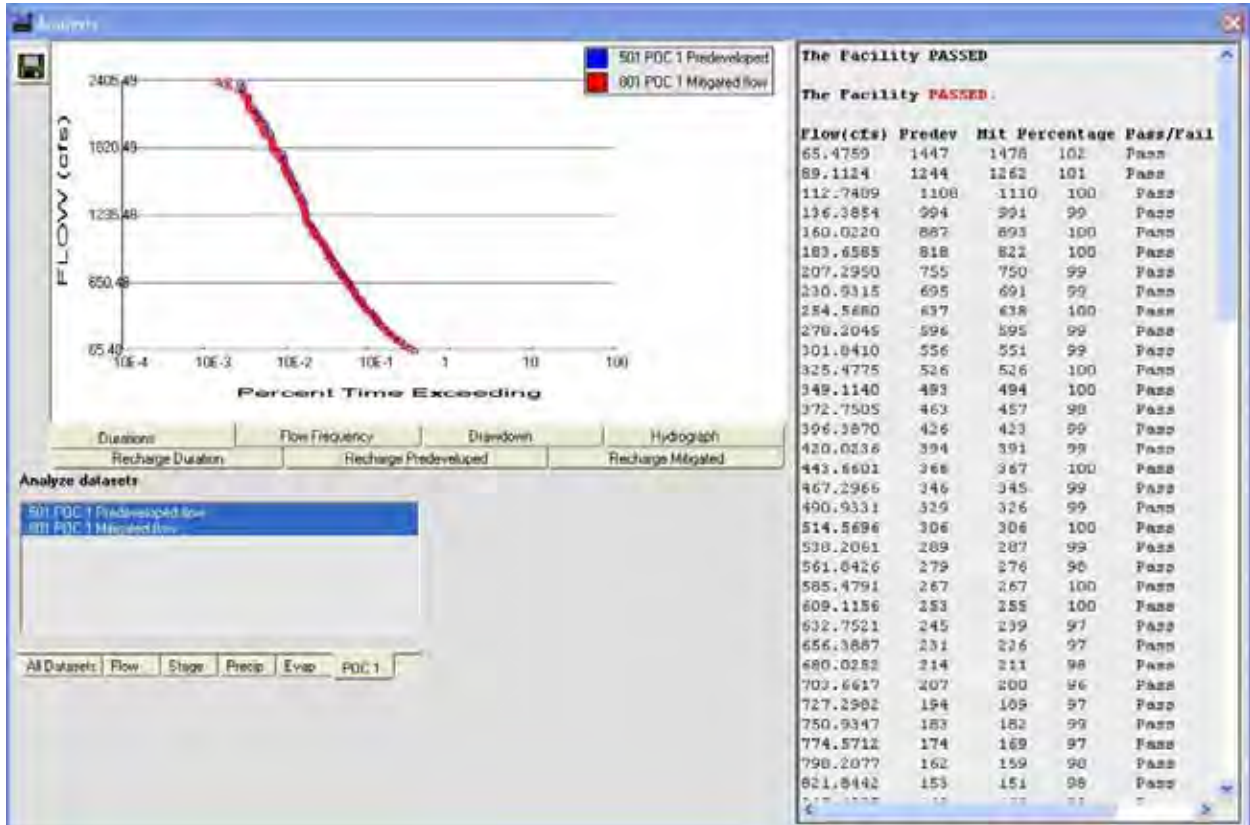 Analysis
501 POC 1 Predeveloped
801 POC 1 Mitigated flow
2405.49
1820.49
1235.48
650.48
65.48
FLOW (cfs)
10E-4 10E-3 10E-2 10E-1 1 10 100
Percent Time Exceeding
Durations Flow Frequency Drawdown Hydrograph
Recharge Duration Recharge Predeveloped Recharge Mitigated
Analyze datasets
501 POC 1 Predeveloped flow
801 POC 1 Mitigated flow
All Datasets Flow Stage Precip Evap POC 1
The Facility PASSED
The Facility PASSED.
Flow(cfs) Predev Mit Percentage Pass/Fail
65.4759 1447 1478 102 Pass
89.1124 1244 1262 101 Pass
112.7489 1108 1110 100 Pass
136.3854 994 991 99 Pass
160.0220 887 893 100 Pass
183.6585 818 822 100 Pass
207.2950 755 750 99 Pass
230.9315 695 691 99 Pass
254.5680 637 638 100 Pass
278.2045 596 595 99 Pass
301.8410 556 551 99 Pass
325.4775 526 526 100 Pass
349.1140 493 494 100 Pass
372.7505 463 457 98 Pass
396.3870 426 423 99 Pass
420.0236 394 391 99 Pass
443.6601 366 367 100 Pass
467.2966 346 345 99 Pass
490.9331 329 326 99 Pass
514.5696 306 306 100 Pass
538.2061 289 287 99 Pass
561.8426 279 276 98 Pass
585.4791 267 267 100 Pass
609.1156 253 255 100 Pass
632.7521 245 239 97 Pass
656.3887 231 226 97 Pass
680.0252 214 211 98 Pass
703.6617 207 200 96 Pass
727.2982 194 189 97 Pass
750.9347 183 182 99 Pass
774.5712 174 169 97 Pass
798.2077 162 159 98 Pass
821.8442 153 151 98 Pass